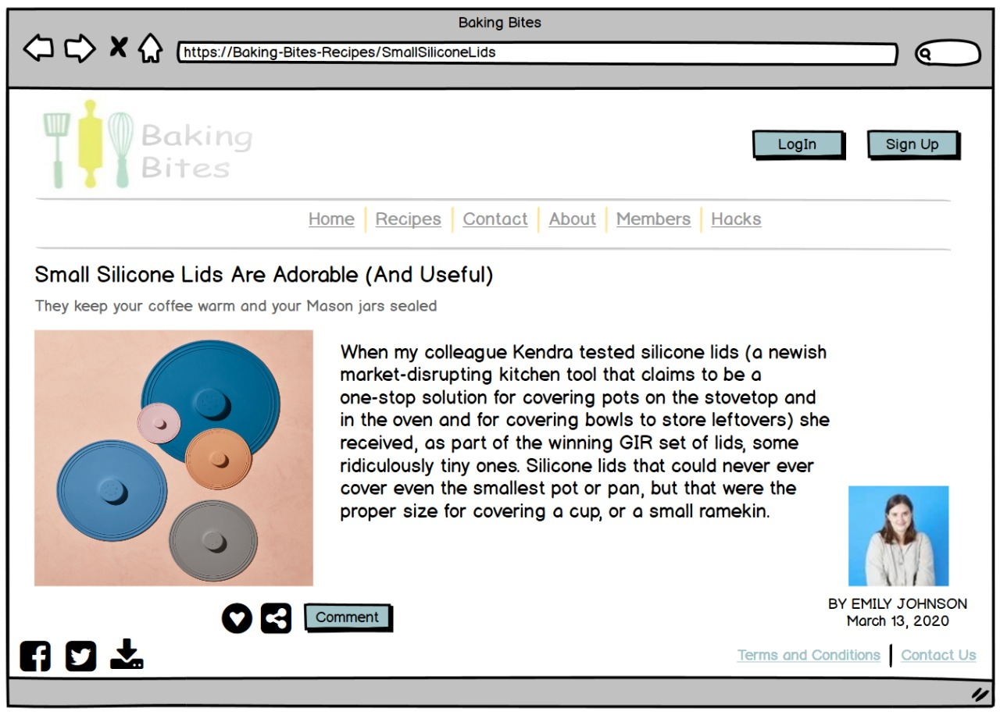 Baking Bites
https://Baking-Bites-Recipes/SmallSiliconeLids
Baking
Bites
LogIn
Sign Up
Home
Recipes
Contact
About
Members
Hacks
Small Silicone Lids Are Adorable (And Useful)
They keep your coffee warm and your Mason jars sealed
When my colleague Kendra tested silicone lids (a newish
market-disrupting kitchen tool that claims to be a
one-stop solution for covering pots on the stovetop and
in the oven and for covering bowls to store leftovers) she
received, as part of the winning GIR set of lids, some
ridiculously tiny ones. Silicone lids that could never ever
cover even the smallest pot or pan, but that were the
proper size for covering a cup, or a small ramekin.
BY EMILY JOHNSON
March 13, 2020
Comment
Terms and Conditions
Contact Us